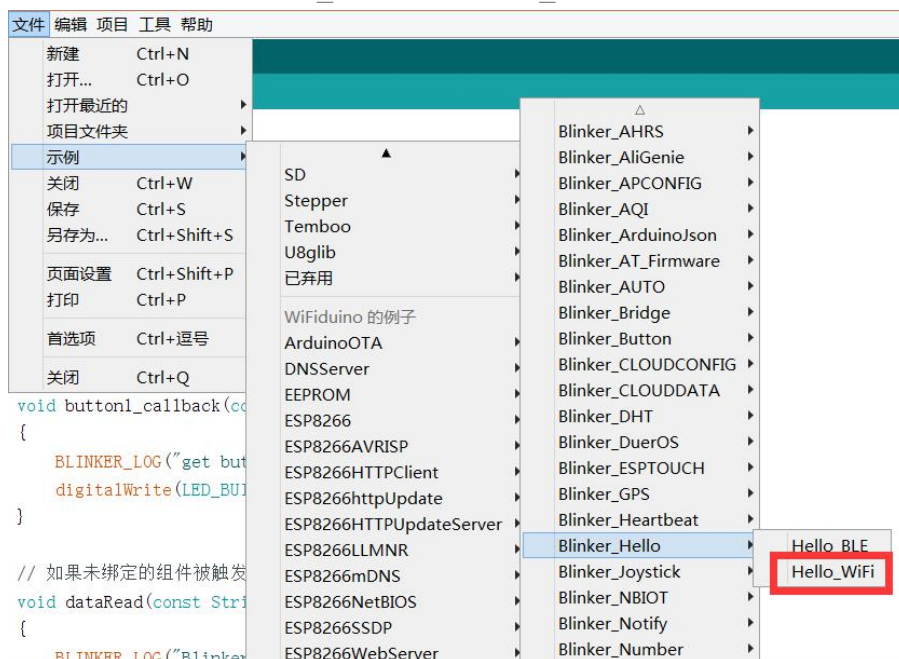 文件 编辑 项目 工具 帮助
新建 Ctrl+N
打开... Ctrl+O
打开最近的
项目文件夹
示例
关闭 Ctrl+W
保存 Ctrl+S
另存为... Ctrl+Shift+S
页面设置 Ctrl+Shift+P
打印 Ctrl+P
首选项 Ctrl+逗号
关闭 Ctrl+Q
SD
Stepper
Temboo
U8glib
已弃用
WiFiduino 的例子
ArduinoOTA
DNSServer
EEPROM
ESP8266
ESP8266AVRISP
ESP8266HTTPClient
ESP8266httpUpdate
ESP8266HTTPUpdateServer
ESP8266LLMNR
ESP8266mDNS
ESP8266NetBIOS
ESP8266SSDP
ESP8266WebServer
Blinker_AHRS
Blinker_AliGenie
Blinker_APCONFIG
Blinker_AQI
Blinker_ArduinoJson
Blinker_AT_Firmware
Blinker_AUTO
Blinker_Bridge
Blinker_Button
Blinker_CLOUDCONFIG
Blinker_CLOUDDATA
Blinker_DHT
Blinker_DuerOS
Blinker_ESPTOUCH
Blinker_GPS
Blinker_Heartbeat
Blinker_Hello
Blinker_Joystick
Blinker_NBIOT
Blinker_Notify
Blinker_Number
Hello_BLE
Hello_WiFi
void button1_callback(co
{
BLINKER_LOG("get but
digitalWrite(LED_BUI
}
// 如果未绑定的组件被触发
void dataRead(const Stri
{
BLINKER_LOG("Blinker